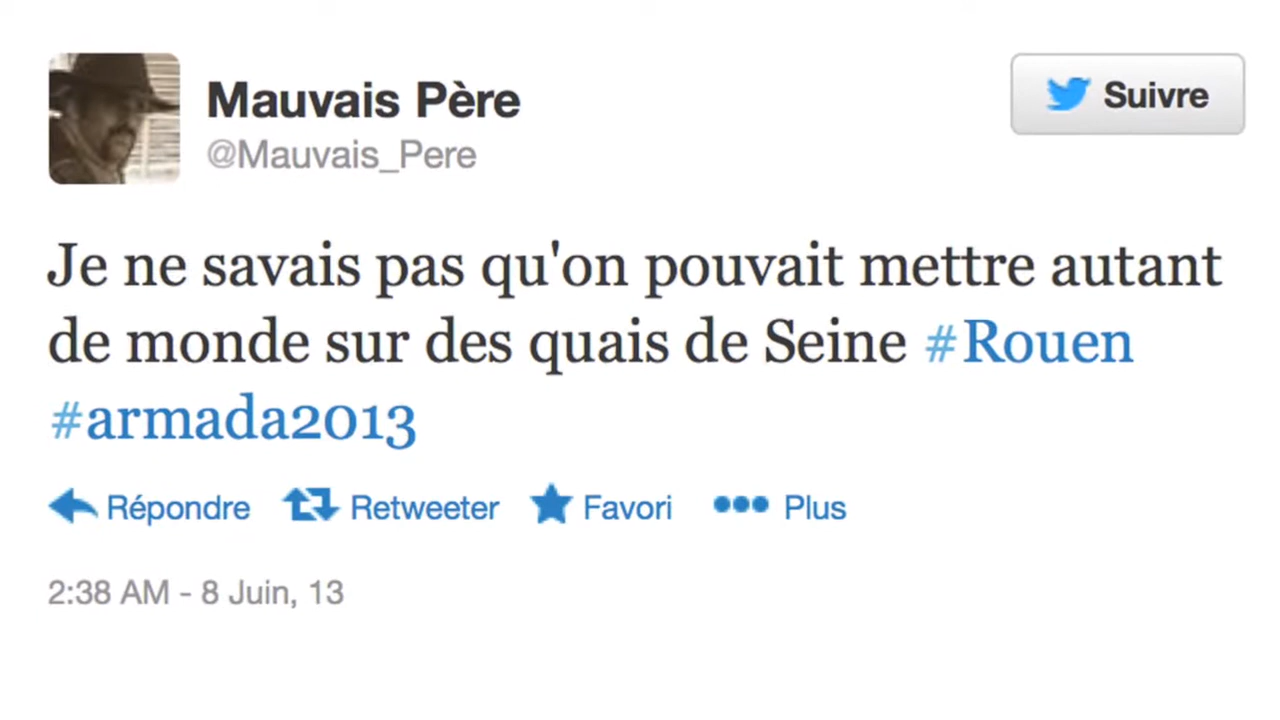 Mauvais Père
@Mauvais_Pere
Suivre
Je ne savais pas qu'on pouvait mettre autant
de monde sur des quais de Seine #Rouen
#armada2013
Répondre Retweeter Favori Plus
2:38 AM - 8 Juin, 13